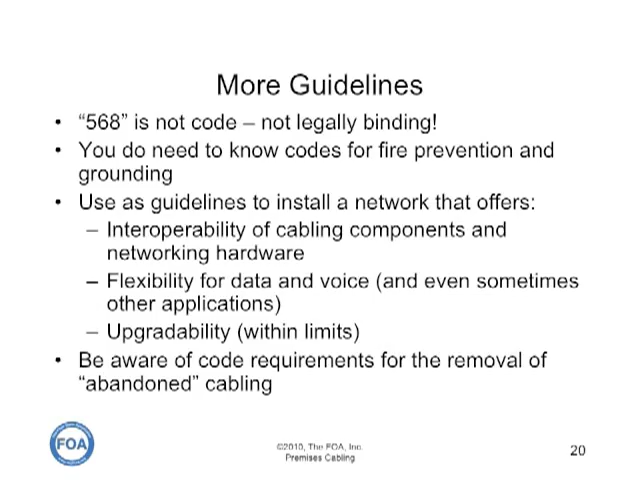 More Guidelines
• “568” is not code – not legally binding!
• You do need to know codes for fire prevention and
grounding
• Use as guidelines to install a network that offers:
– Interoperability of cabling components and
networking hardware
– Flexibility for data and voice (and even sometimes
other applications)
– Upgradability (within limits)
• Be aware of code requirements for the removal of
“abandoned” cabling
FOA
©2010, The FOA, Inc.
Premises Cabling
20